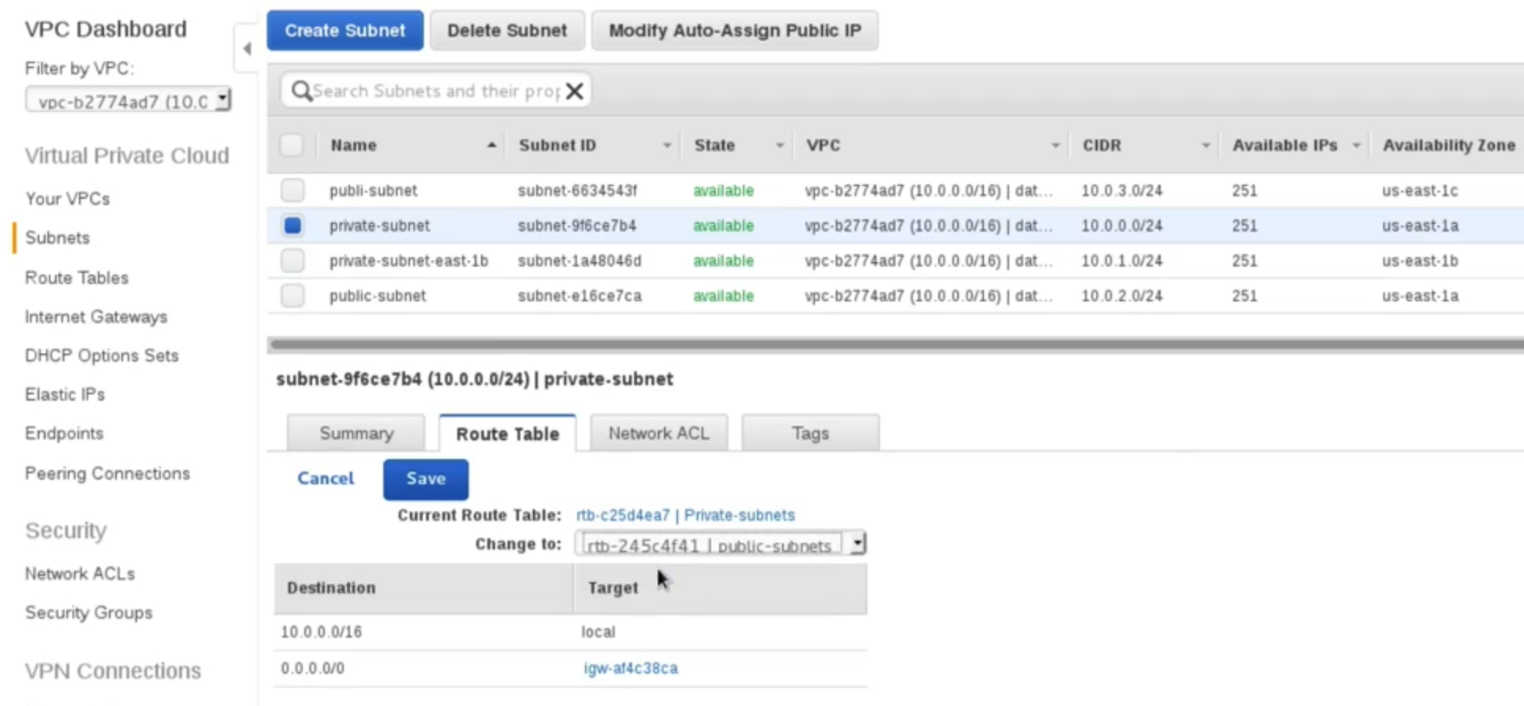 VPC Dashboard
Filter by VPC:
vpc-b2774ad7 (10.0
Virtual Private Cloud
Your VPCs
Subnets
Route Tables
Internet Gateways
DHCP Options Sets
Elastic IPs
Endpoints
Peering Connections
Security
Network ACLs
Security Groups
VPN Connections
Create Subnet Delete Subnet Modify Auto-Assign Public IP
Search Subnets and their prop
Name Subnet ID State VPC CIDR Available IPs Availability Zone
publi-subnet subnet-6634543f available vpc-b2774ad7 (10.0.0.0/16) | dat... 10.0.3.0/24 251 us-east-1c
private-subnet subnet-9f6ce7b4 available vpc-b2774ad7 (10.0.0.0/16) | dat... 10.0.0.0/24 251 us-east-1a
private-subnet-east-1b subnet-1a48046d available vpc-b2774ad7 (10.0.0.0/16) | dat... 10.0.1.0/24 251 us-east-1b
public-subnet subnet-e16ce7ca available vpc-b2774ad7 (10.0.0.0/16) | dat... 10.0.2.0/24 251 us-east-1a
subnet-9f6ce7b4 (10.0.0.0/24) | private-subnet
Summary Route Table Network ACL Tags
Cancel Save
Current Route Table: rtb-c25d4ea7 | Private-subnets
Change to: rtb-245c4f41 | public-subnets
Destination Target
10.0.0.0/16 local
0.0.0.0/0 igw-af4c38ca